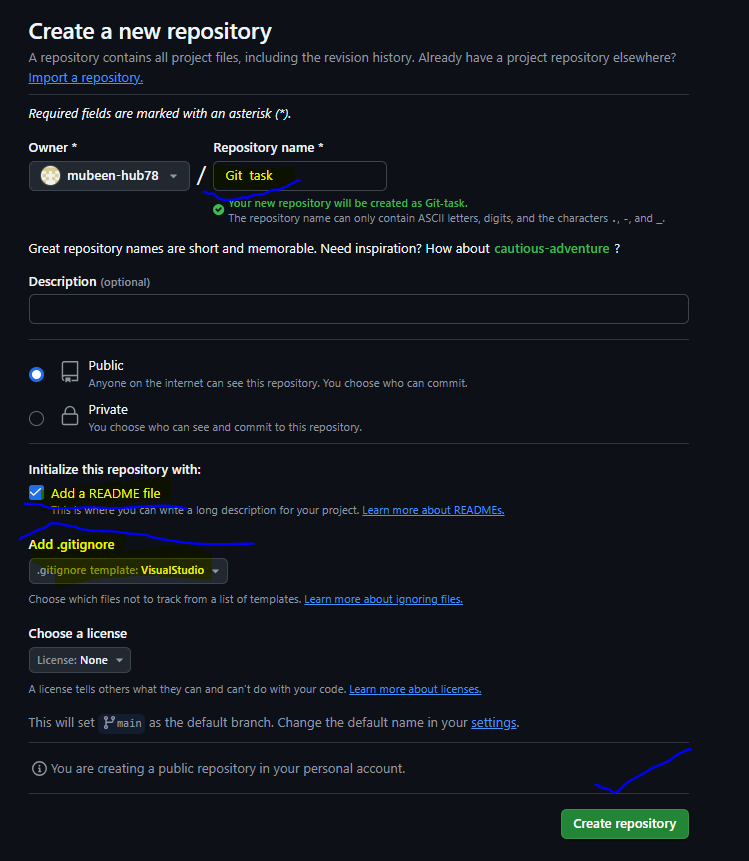 Create a new repository
A repository contains all project files, including the revision history. Already have a project repository elsewhere?
Import a repository.
Required fields are marked with an asterisk (*).
Owner * Repository name *
mubeen-hub78 / Git task
Your new repository will be created as Git-task.
The repository name can only contain ASCII letters, digits, and the characters ., -, and _.
Great repository names are short and memorable. Need inspiration? How about cautious-adventure ?
Description (optional)
Public
Anyone on the internet can see this repository. You choose who can commit.
Private
You choose who can see and commit to this repository.
Initialize this repository with:
Add a README file
This is where you can write a long description for your project. Learn more about READMEs.
Add .gitignore
.gitignore template: VisualStudio
Choose which files not to track from a list of templates. Learn more about ignoring files.
Choose a license
License: None
A license tells others what they can and can't do with your code. Learn more about licenses.
This will set main as the default branch. Change the default name in your settings.
You are creating a public repository in your personal account.
Create repository